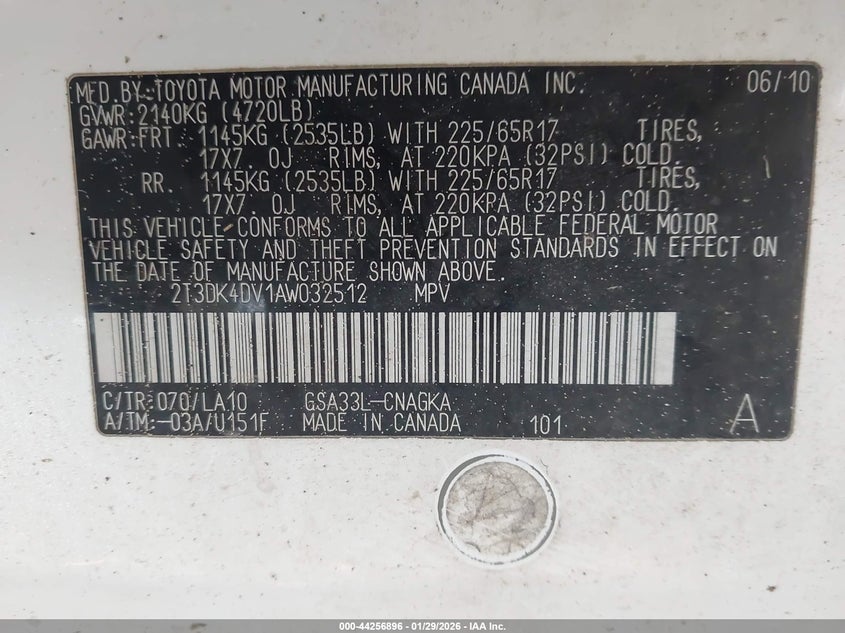 MFD.BY:TOYOTA MOTOR MANUFACTURING CANADA INC. 06/10
GVWR:2140KG (4720LB)
GAWR:FRT. 1145KG (2535LB) WITH 225/65R17 TIRES,
17X7.0J RIMS, AT 220KPA (32PSI) COLD.
RR. 1145KG (2535LB) WITH 225/65R17 TIRES,
17X7.0J RIMS, AT 220KPA (32PSI) COLD.
THIS VEHICLE CONFORMS TO ALL APPLICABLE FEDERAL MOTOR
VEHICLE SAFETY AND THEFT PREVENTION STANDARDS IN EFFECT ON
THE DATE OF MANUFACTURE SHOWN ABOVE.
2T3DK4DV1AW032512 MPV
C/TR:070/LA10 GSA33L-CNAGKA
A/TM:-03A/U151F MADE IN CANADA 101 A
000-44256896 - 01/29/2026 - IAA Inc.